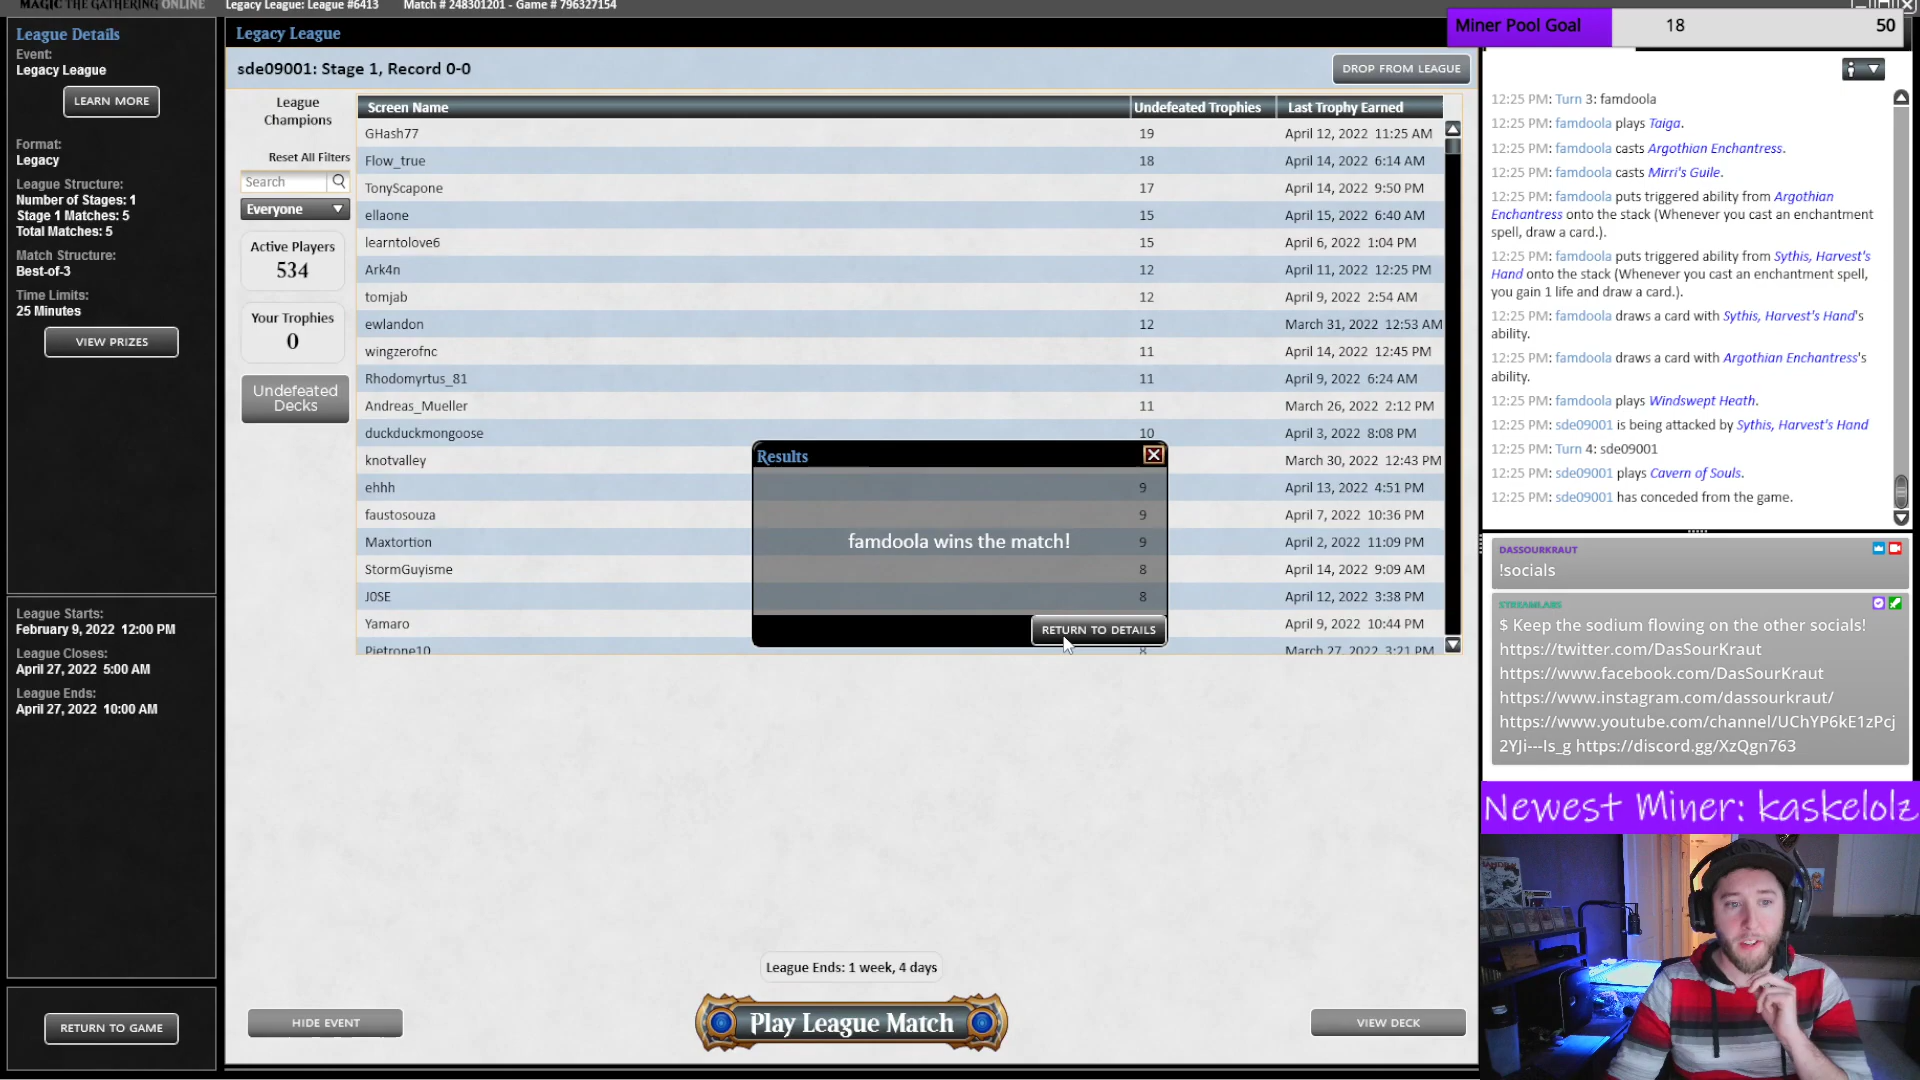 MAGIC THE GATHERING ONLINE
Legacy League: League #6413
Match # 248301201 - Game # 796327154
League Details
Event:
Legacy League
LEARN MORE
Format:
Legacy
League Structure:
Number of Stages: 1
Stage 1 Matches: 5
Total Matches: 5
Match Structure:
Best-of-3
Time Limits:
25 Minutes
VIEW PRIZES
League Starts:
February 9, 2022 12:00 PM
League Closes:
April 27, 2022 5:00 AM
League Ends:
April 27, 2022 10:00 AM
RETURN TO GAME
Legacy League
sde09001: Stage 1, Record 0-0
DROP FROM LEAGUE
League
Champions
Reset All Filters
Search
Everyone
Active Players
534
Your Trophies
0
Undefeated
Decks
Screen Name Undefeated Trophies Last Trophy Earned
GHash77 19 April 12, 2022 11:25 AM
Flow_true 18 April 14, 2022 6:14 AM
TonyScapone 17 April 14, 2022 9:50 PM
ellaone 15 April 15, 2022 6:40 AM
learntolove6 15 April 6, 2022 1:04 PM
Ark4n 12 April 11, 2022 12:25 PM
tomjab 12 April 9, 2022 2:54 AM
ewlandon 12 March 31, 2022 12:53 AM
wingzerofnc 11 April 14, 2022 12:45 PM
Rhodomyrtus_81 11 April 9, 2022 6:24 AM
Andreas_Mueller 11 March 26, 2022 2:12 PM
duckduckmongoose 10 April 3, 2022 8:08 PM
knotvalley March 30, 2022 12:43 PM
ehhh 9 April 13, 2022 4:51 PM
faustosouza 9 April 7, 2022 10:36 PM
Maxtortion 9 April 2, 2022 11:09 PM
StormGuyisme 8 April 14, 2022 9:09 AM
J0SE 8 April 12, 2022 3:38 PM
Yamaro April 9, 2022 10:44 PM
Pietrone10 8 March 27, 2022 3:21 PM
Results
famdoola wins the match!
RETURN TO DETAILS
League Ends: 1 week, 4 days
HIDE EVENT
Play League Match
VIEW DECK
Miner Pool Goal 18 50
12:25 PM: Turn 3: famdoola
12:25 PM: famdoola plays Taiga.
12:25 PM: famdoola casts Argothian Enchantress.
12:25 PM: famdoola casts Mirri's Guile.
12:25 PM: famdoola puts triggered ability from Argothian
Enchantress onto the stack (Whenever you cast an enchantment
spell, draw a card.).
12:25 PM: famdoola puts triggered ability from Sythis, Harvest's
Hand onto the stack (Whenever you cast an enchantment spell,
you gain 1 life and draw a card.).
12:25 PM: famdoola draws a card with Sythis, Harvest's Hand's
ability.
12:25 PM: famdoola draws a card with Argothian Enchantress's
ability.
12:25 PM: famdoola plays Windswept Heath.
12:25 PM: sde09001 is being attacked by Sythis, Harvest's Hand
12:25 PM: Turn 4: sde09001
12:25 PM: sde09001 plays Cavern of Souls.
12:25 PM: sde09001 has conceded from the game.
DASSOURKRAUT
!socials
STREAMLABS
$ Keep the sodium flowing on the other socials!
https://twitter.com/DasSourKraut
https://www.facebook.com/DasSourKraut
https://www.instagram.com/dassourkraut/
https://www.youtube.com/channel/UChYP6kE1zPcj
2YJi---Is_g https://discord.gg/XzQgn763
Newest Miner: kaskelolz